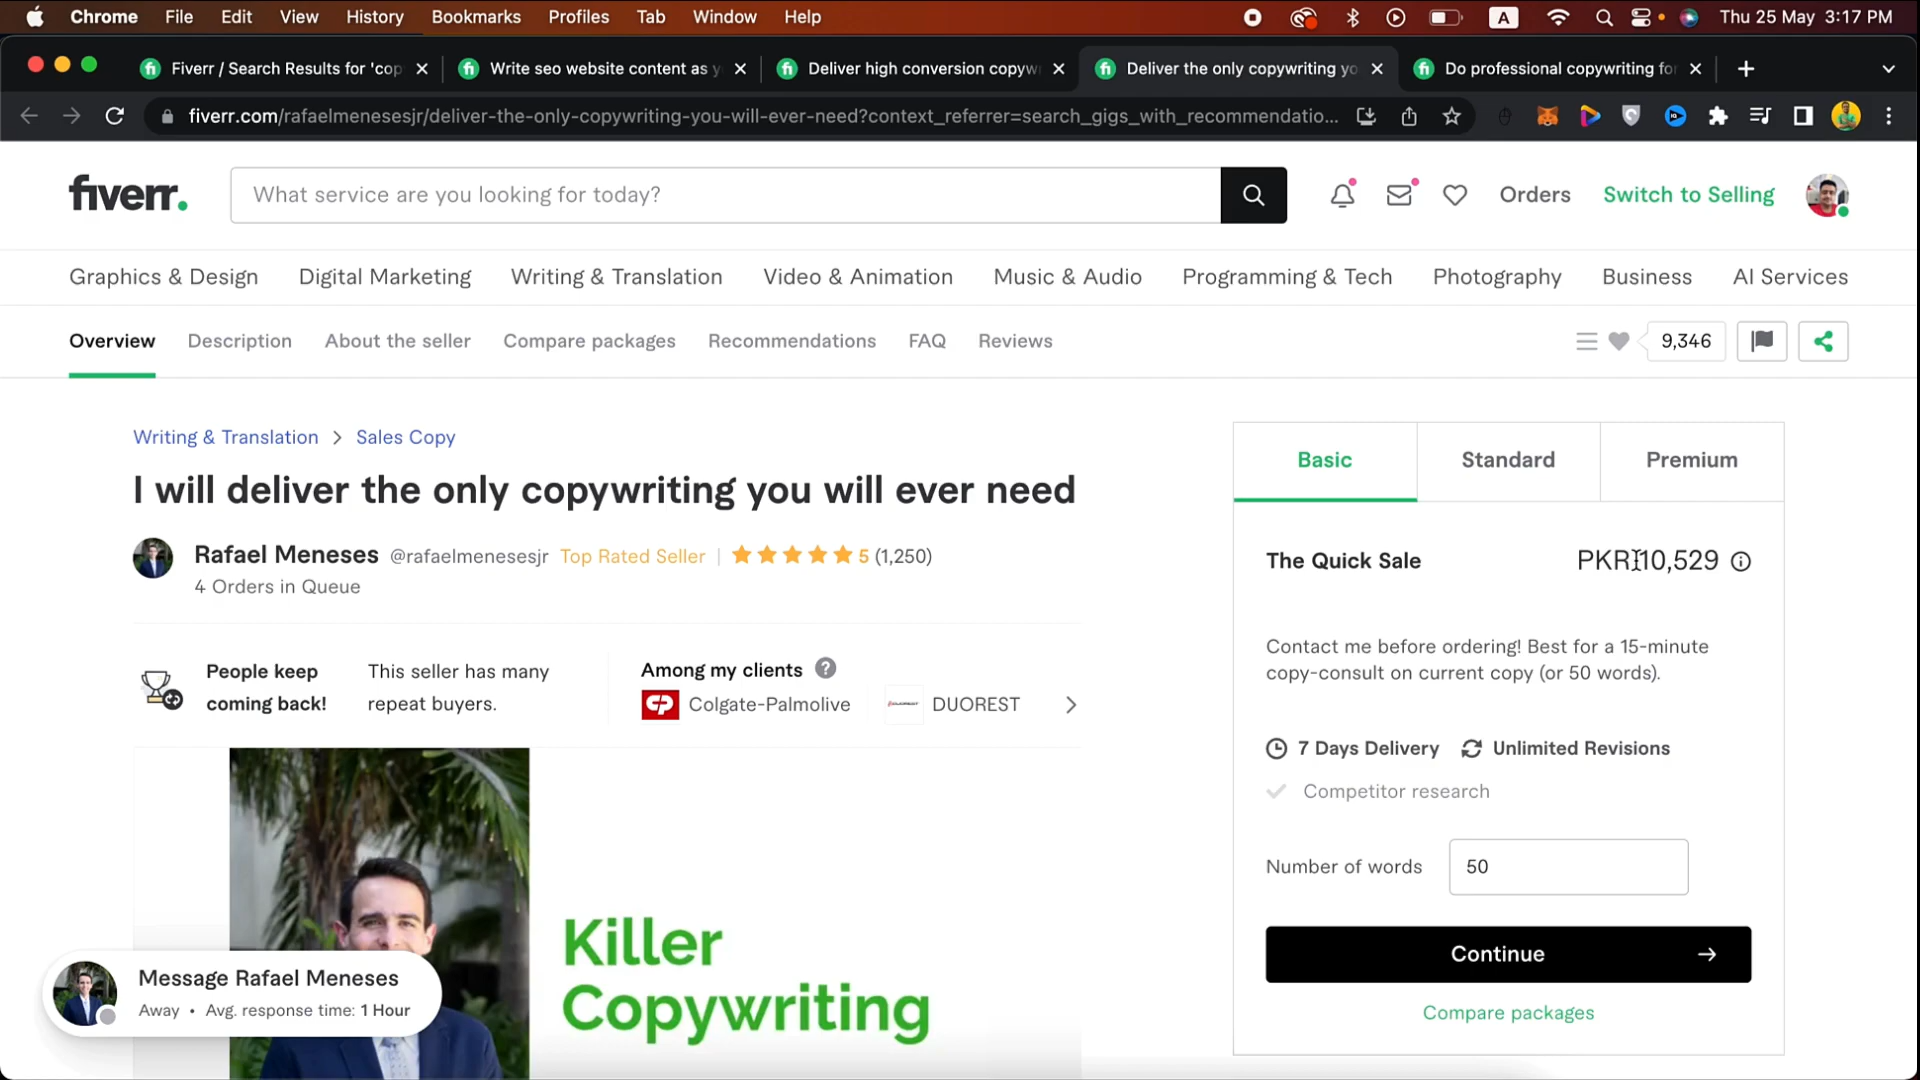 Chrome File Edit View History Bookmarks Profiles Tab Window Help A Thu 25 May 3:17 PM
Fiverr / Search Results for 'cop Write seo website content as yo Deliver high conversion copyw Deliver the only copywriting yo Do professional copywriting for
fiverr.com/rafaelmenesesjr/deliver-the-only-copywriting-you-will-ever-need?context_referrer=search_gigs_with_recommendatio...
fiverr. What service are you looking for today? Orders Switch to Selling
Graphics & Design Digital Marketing Writing & Translation Video & Animation Music & Audio Programming & Tech Photography Business AI Services
Overview Description About the seller Compare packages Recommendations FAQ Reviews 9,346
Writing & Translation > Sales Copy
I will deliver the only copywriting you will ever need
Rafael Meneses @rafaelmenesesjr Top Rated Seller | 5 (1,250)
4 Orders in Queue
People keep
coming back!
This seller has many
repeat buyers.
Among my clients ?
CP Colgate-Palmolive DUOREST DUOREST
Killer
Copywriting
Message Rafael Meneses
Away • Avg. response time: 1 Hour
Basic Standard Premium
The Quick Sale PKR 10,529
Contact me before ordering! Best for a 15-minute
copy-consult on current copy (or 50 words).
7 Days Delivery Unlimited Revisions
Competitor research
Number of words 50
Continue →
Compare packages